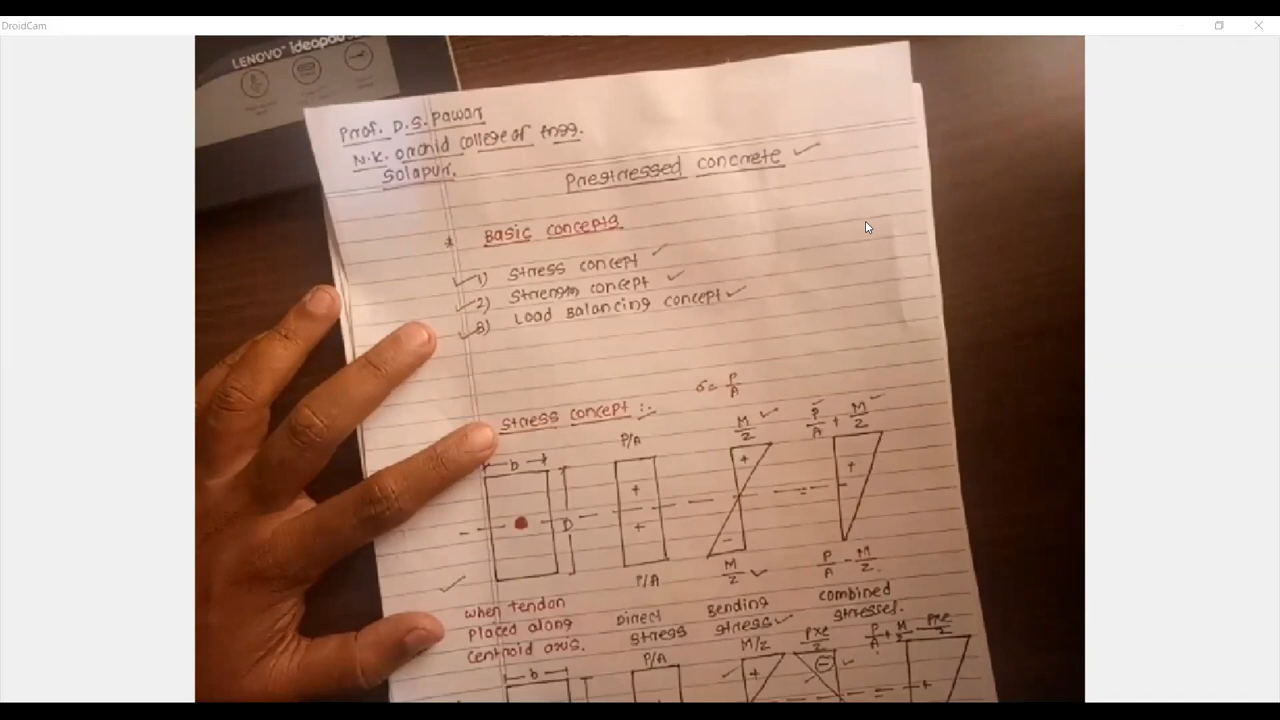 DroidCam
LENOVO ideapad
Prof. D.S. Pawar
N.K. orchid college of Engg.
Solapur.
Prestressed concrete
* Basic concepts
1) Stress concept
2) Strength concept
3) Load Balancing concept
σ = P/A
Stress concept :-
b
D
P/A
+
+
P/A
M/Z
+
-
M/Z
=
P/A + M/Z
+
P/A - M/Z
When tendon placed along centroid axis.
Direct stress
Bending stress
combined stresses.
b
P/A
M/Z
+
Pxe/Z
-
=
P/A + M/Z - Pxe/Z
+